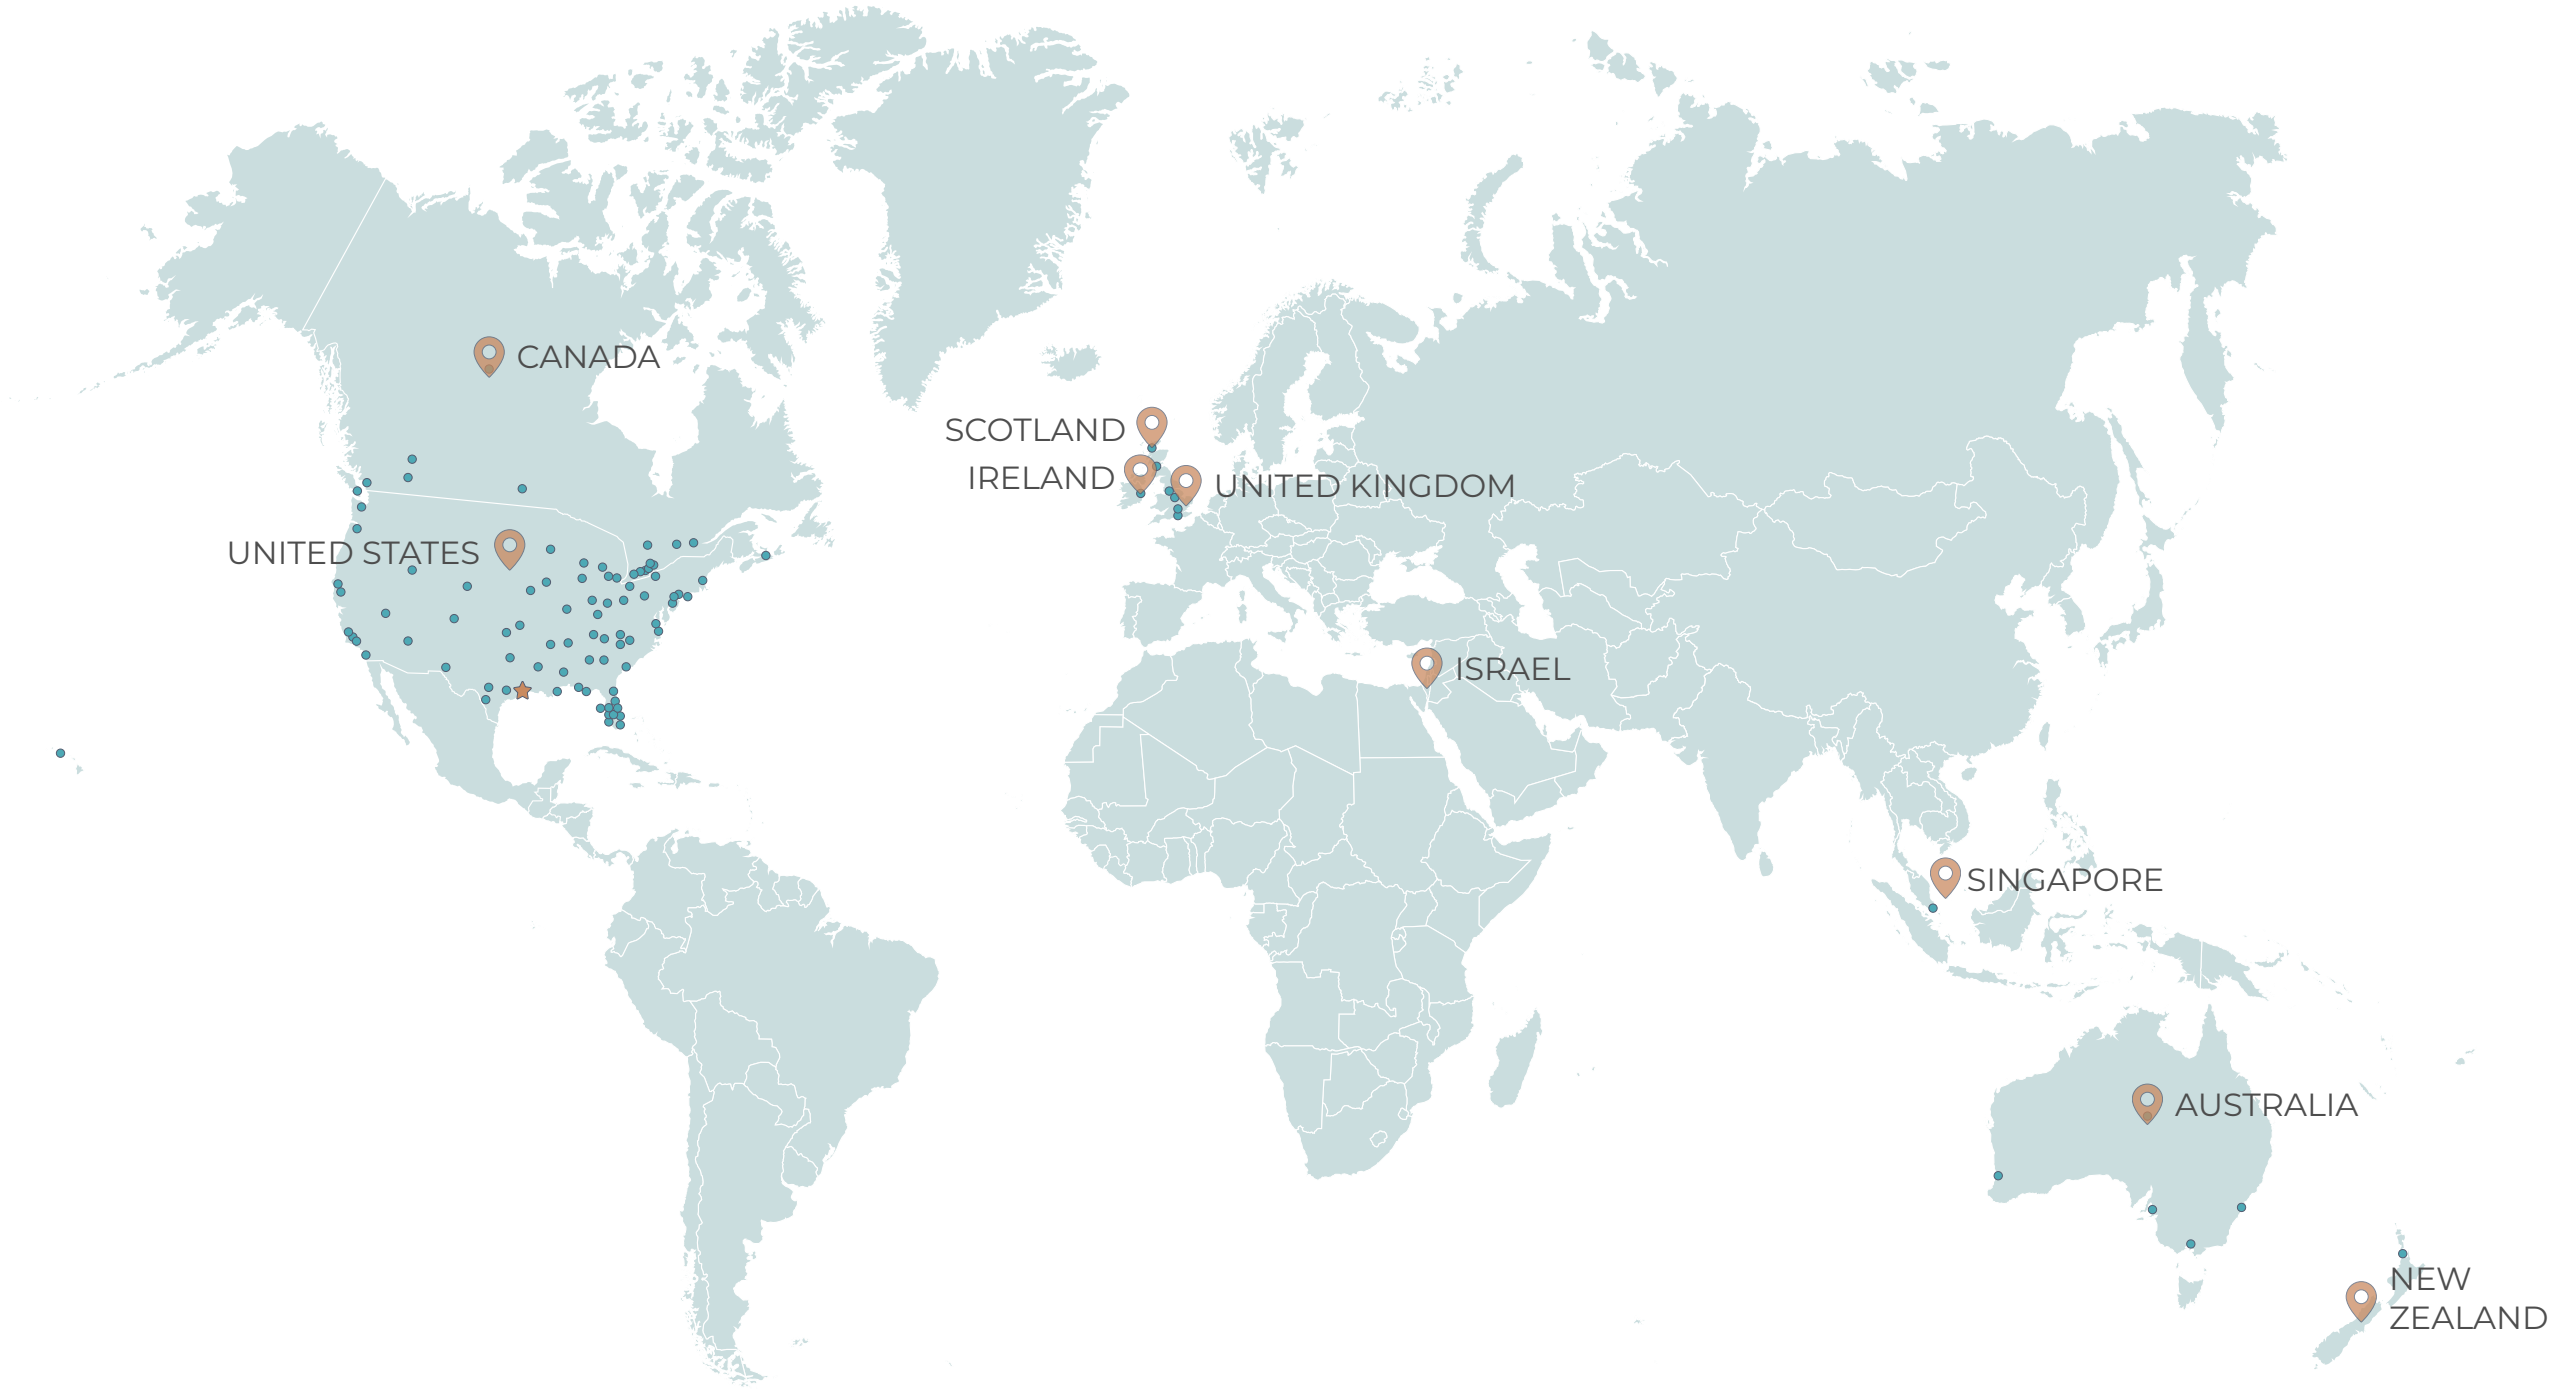 CANADA
SCOTLAND
IRELAND
UNITED KINGDOM
UNITED STATES
ISRAEL
SINGAPORE
AUSTRALIA
NEW
ZEALAND